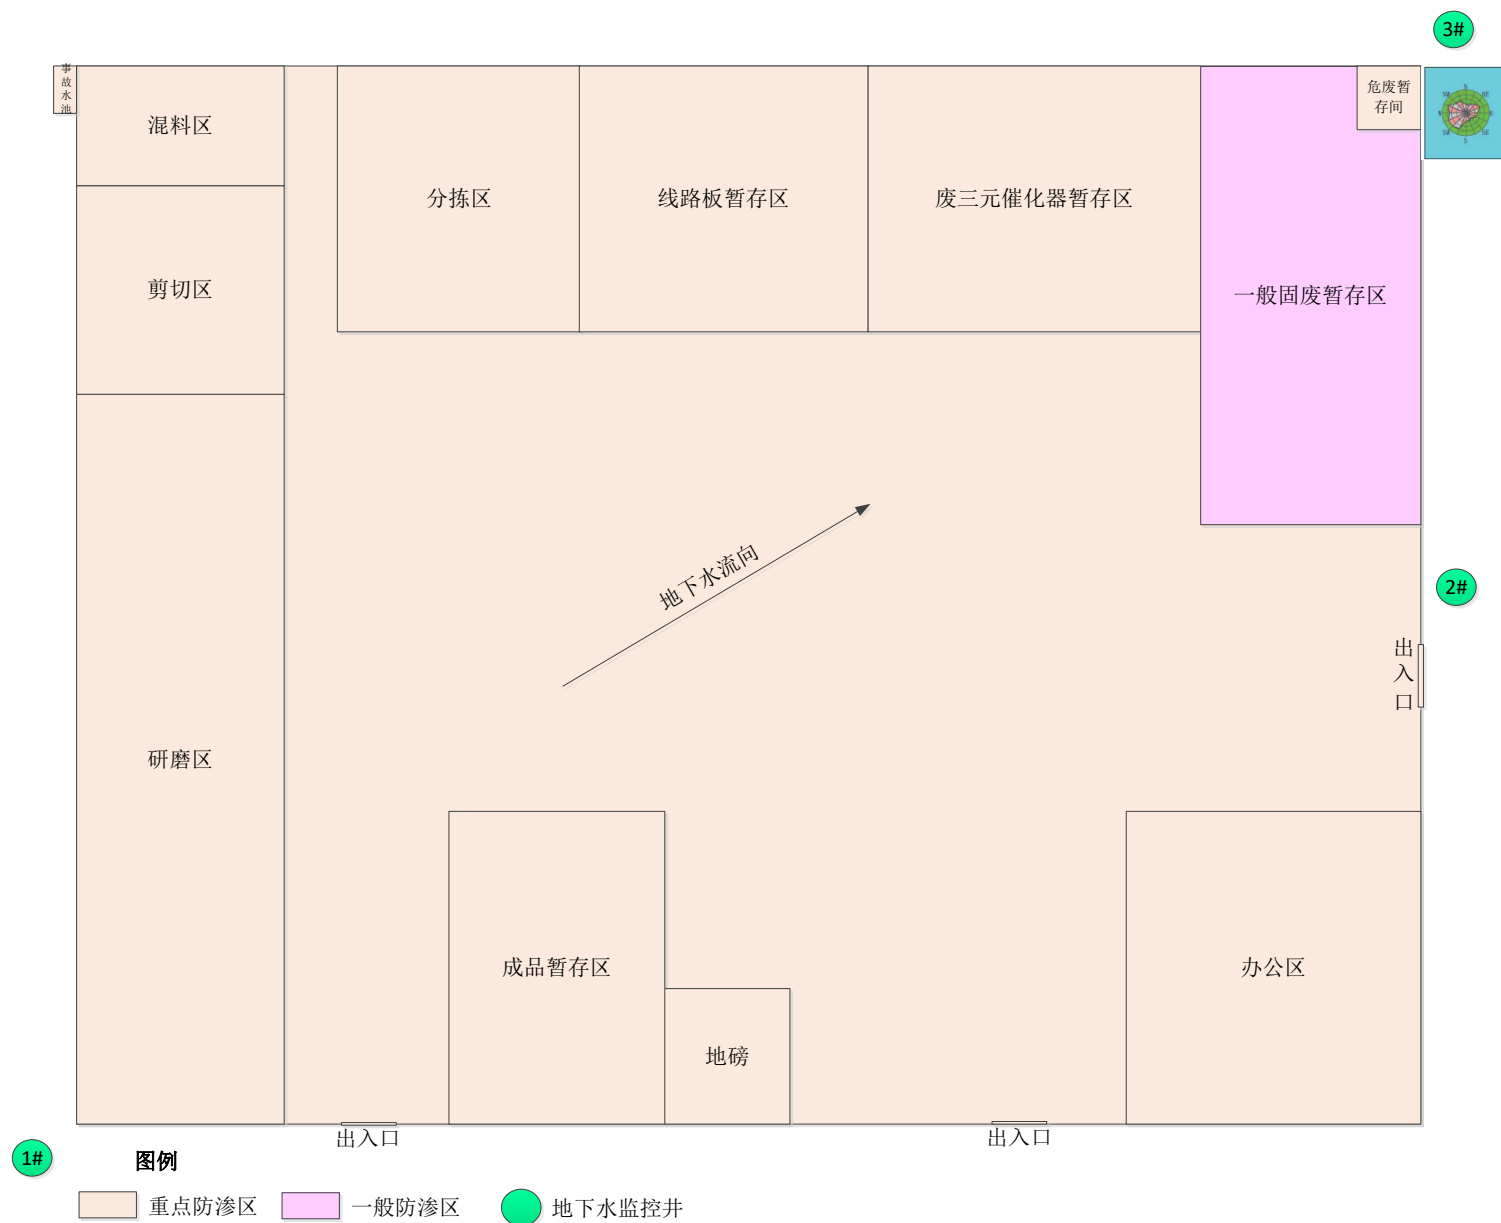 3#
事
故
水
池
混料区
分拣区
线路板暂存区
废三元催化器暂存区
危废暂
存间
N
NW
NE
W
E
SW
SE
S
剪切区
一般固废暂存区
地下水流向
2#
出
入
口
研磨区
成品暂存区
办公区
地磅
出入口
出入口
1#
图例
重点防渗区
一般防渗区
地下水监控井